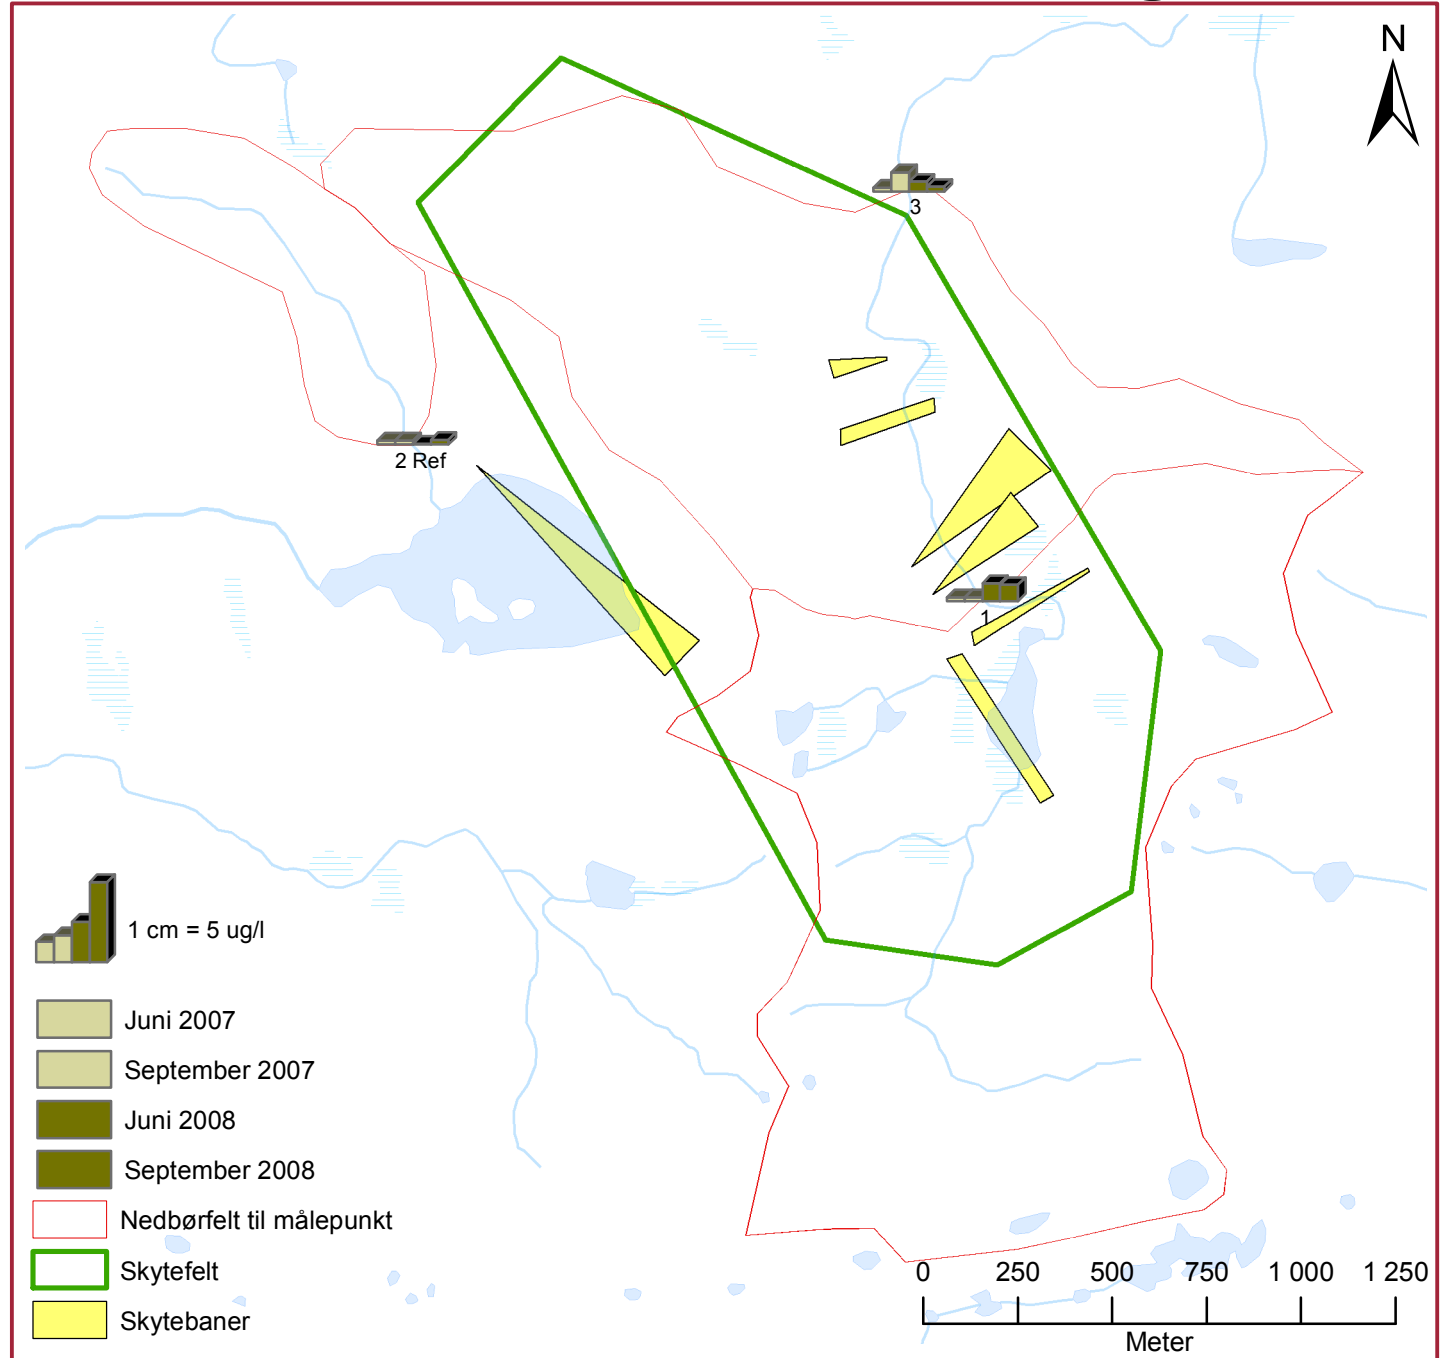 N
3
2 Ref
1
1 cm = 5 ug/l
Juni 2007
September 2007
Juni 2008
September 2008
Nedbørfelt til målepunkt
Skytefelt
Skytebaner
0 250 500 750 1 000 1 250
Meter